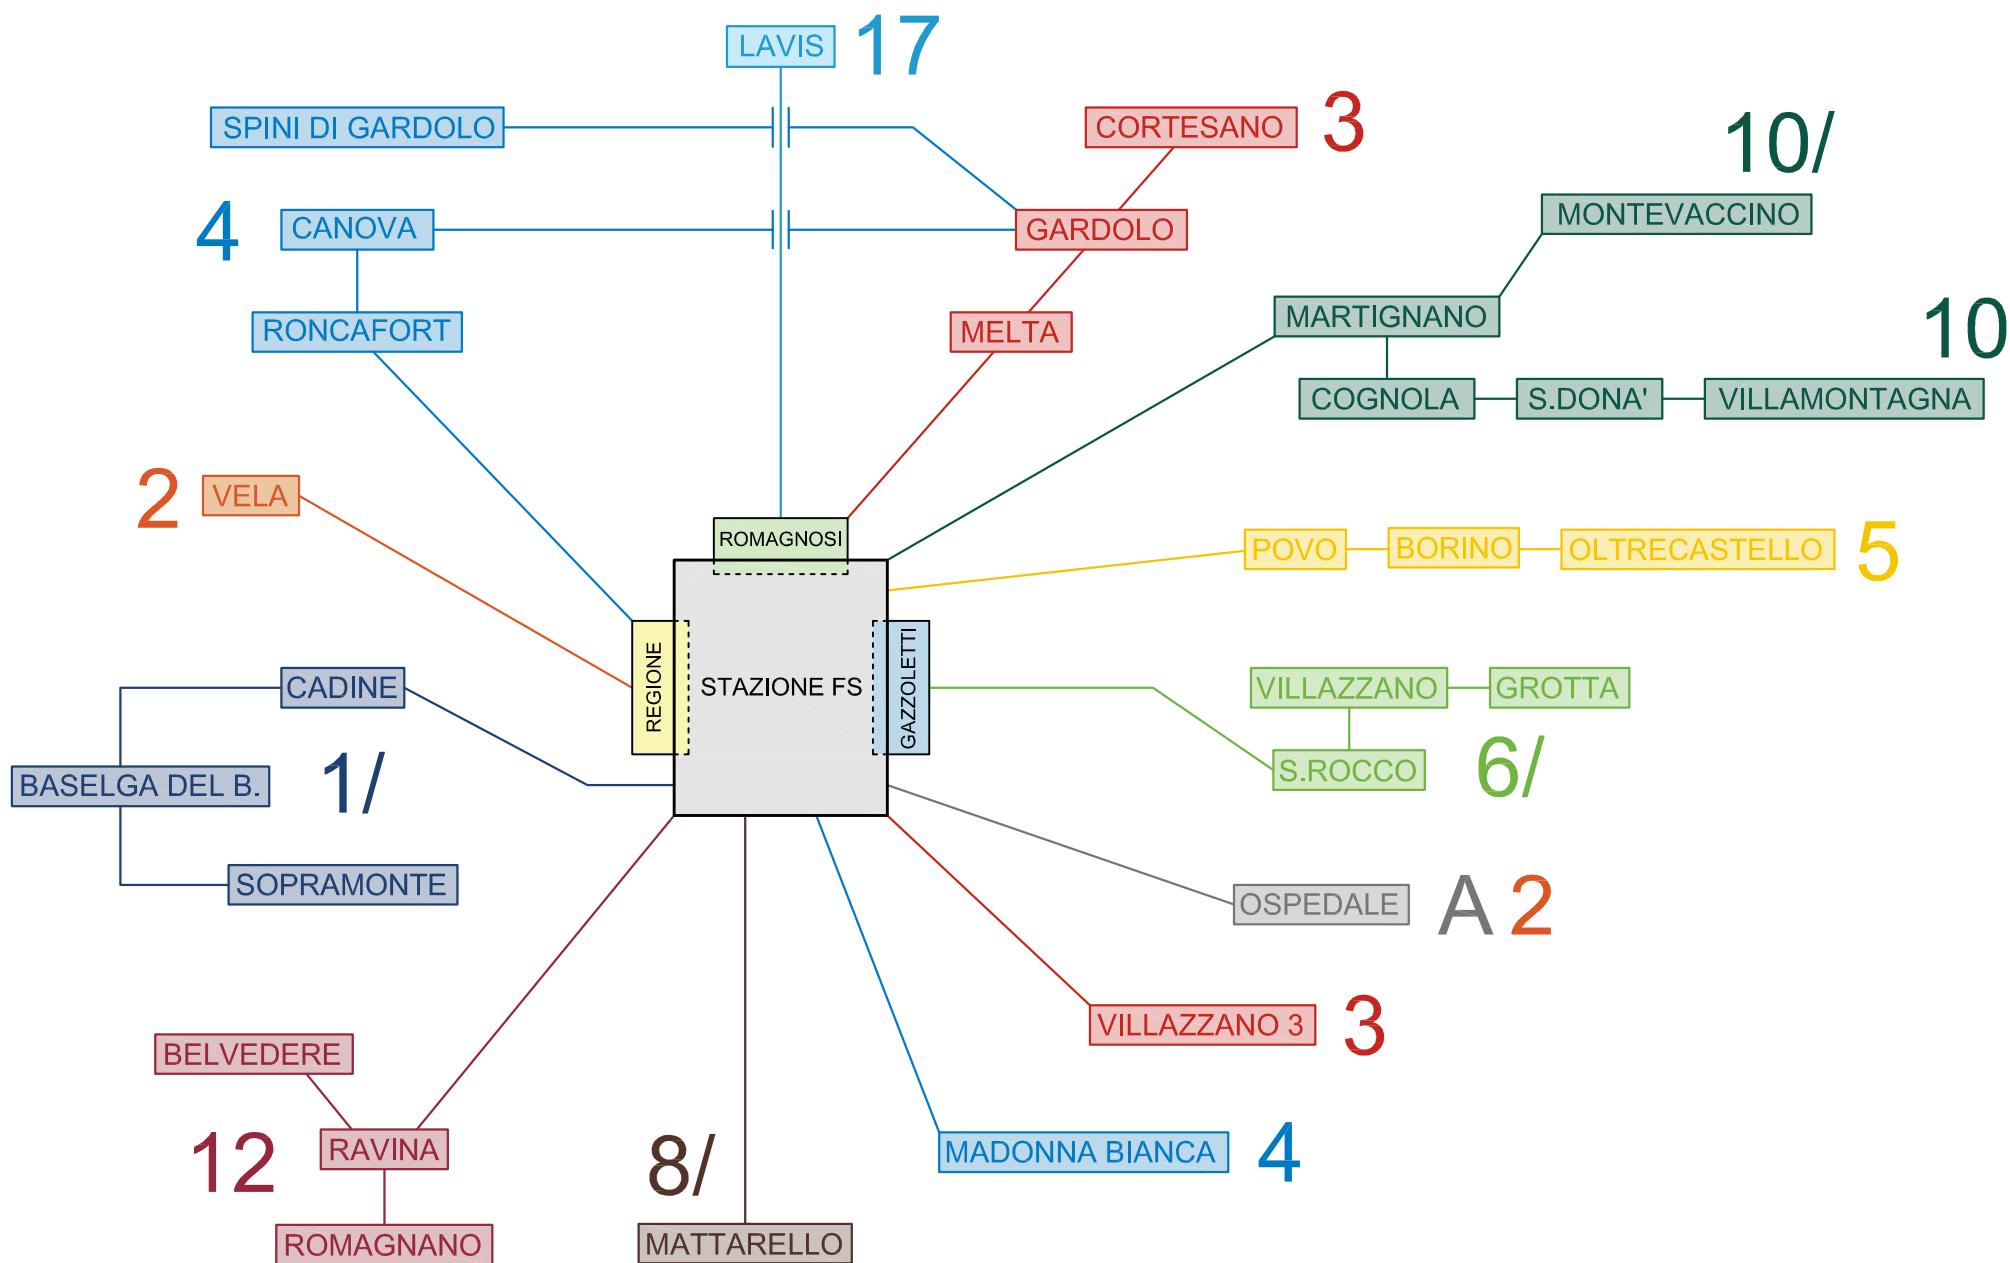 LAVIS 17
SPINI DI GARDOLO
CORTESANO 3
10/
MONTEVACCINO
4 CANOVA
GARDOLO
MARTIGNANO
10
RONCAFORT
MELTA
COGNOLA S.DONA' VILLAMONTAGNA
2 VELA
ROMAGNOSI
POVO BORINO OLTRECASTELLO 5
REGIONE
STAZIONE FS
GAZZOLETTI
CADINE
VILLAZZANO GROTTA
BASELGA DEL B. 1/
S.ROCCO 6/
SOPRAMONTE
OSPEDALE A 2
VILLAZZANO 3 3
BELVEDERE
12 RAVINA
8/
MADONNA BIANCA 4
ROMAGNANO
MATTARELLO